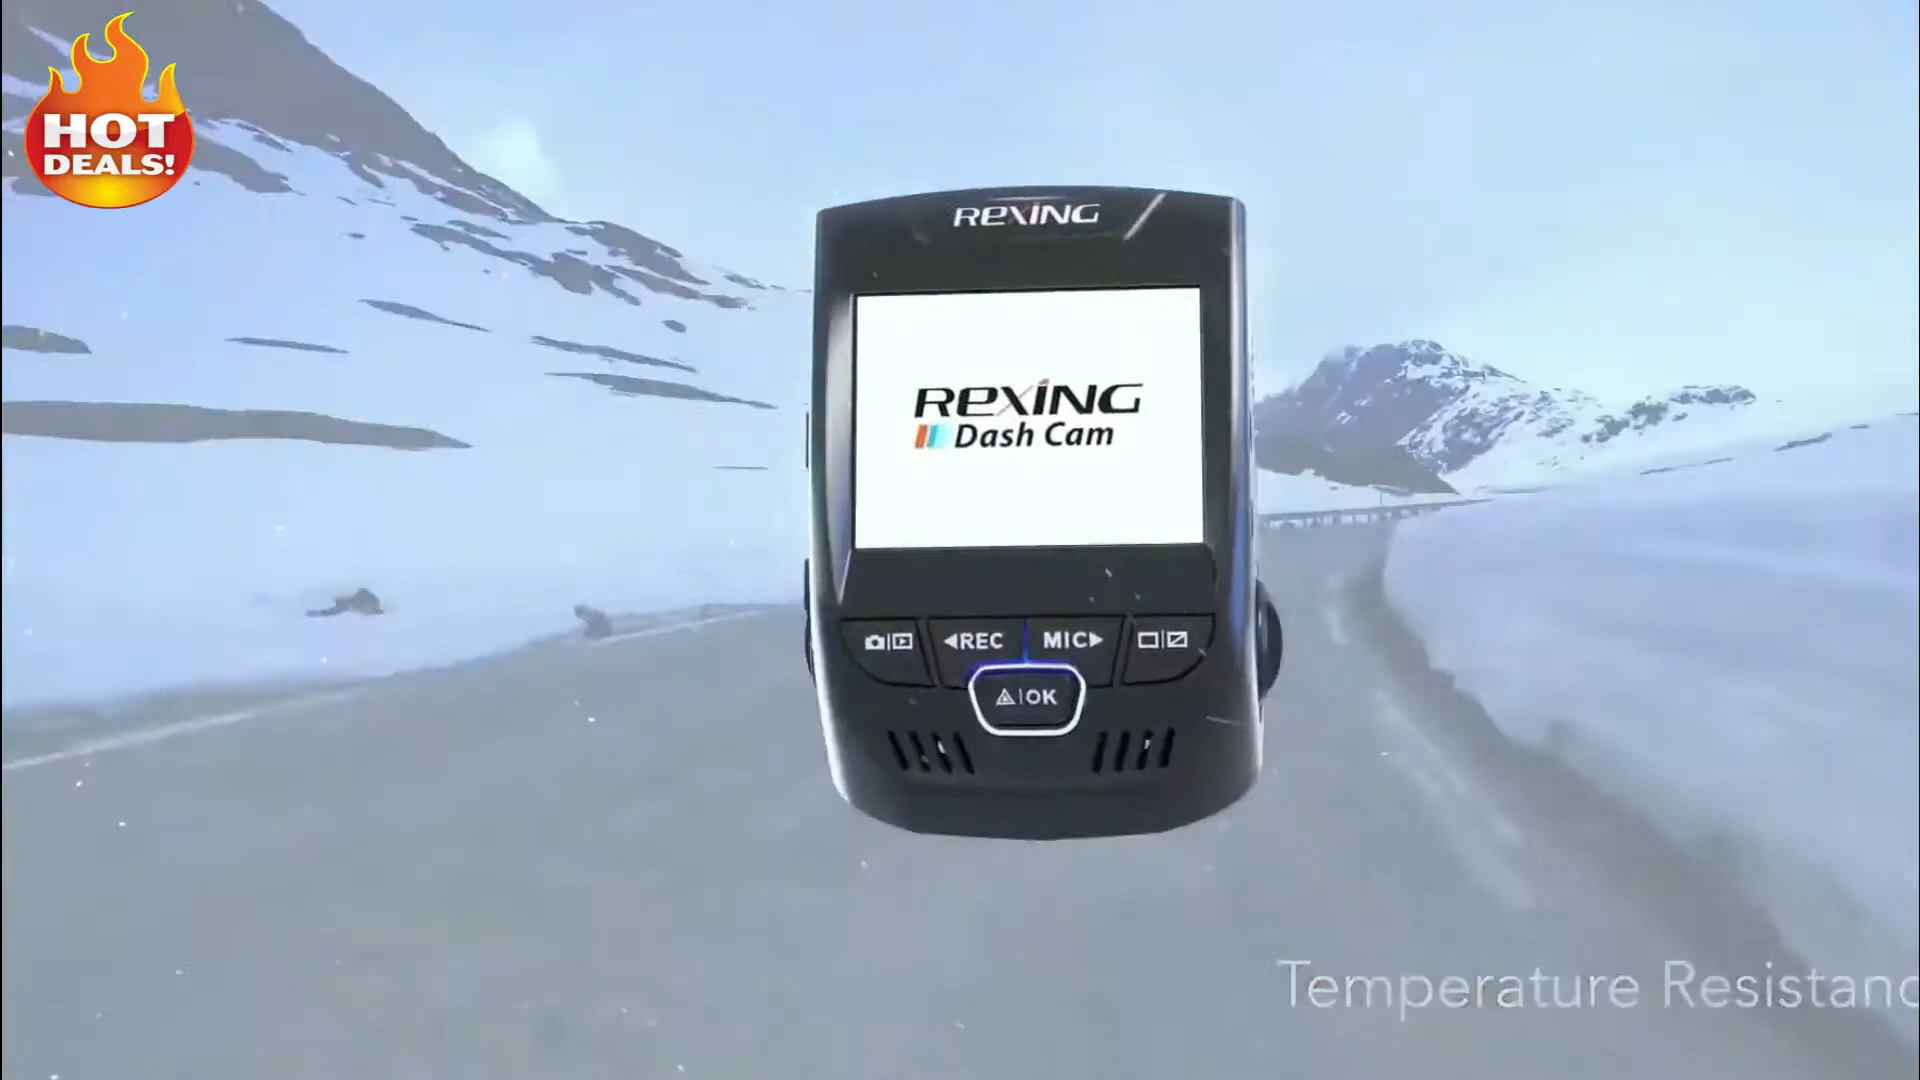 HOT
DEALS!
REXING
REXING
Dash Cam
◀REC
MIC▶
OK
Temperature Resistanc